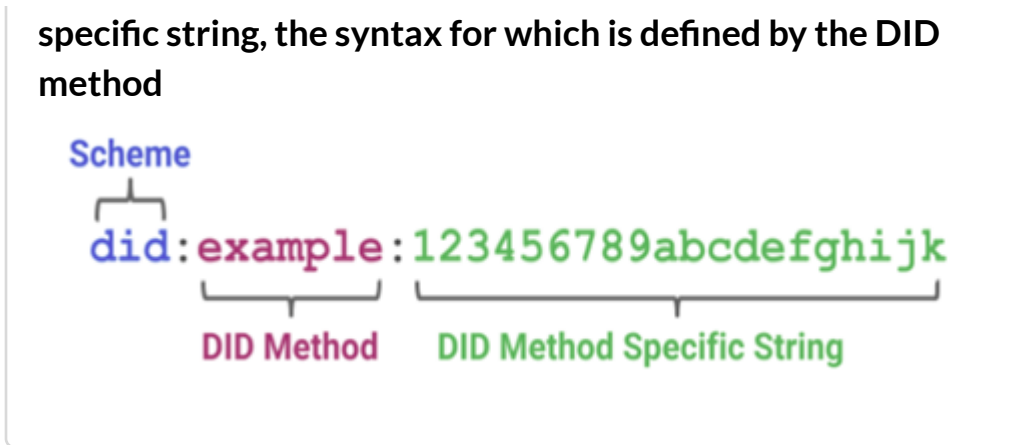 specific string, the syntax for which is defined by the DID
method
Scheme
did:example:123456789abcdefghijk
DID Method
DID Method Specific String